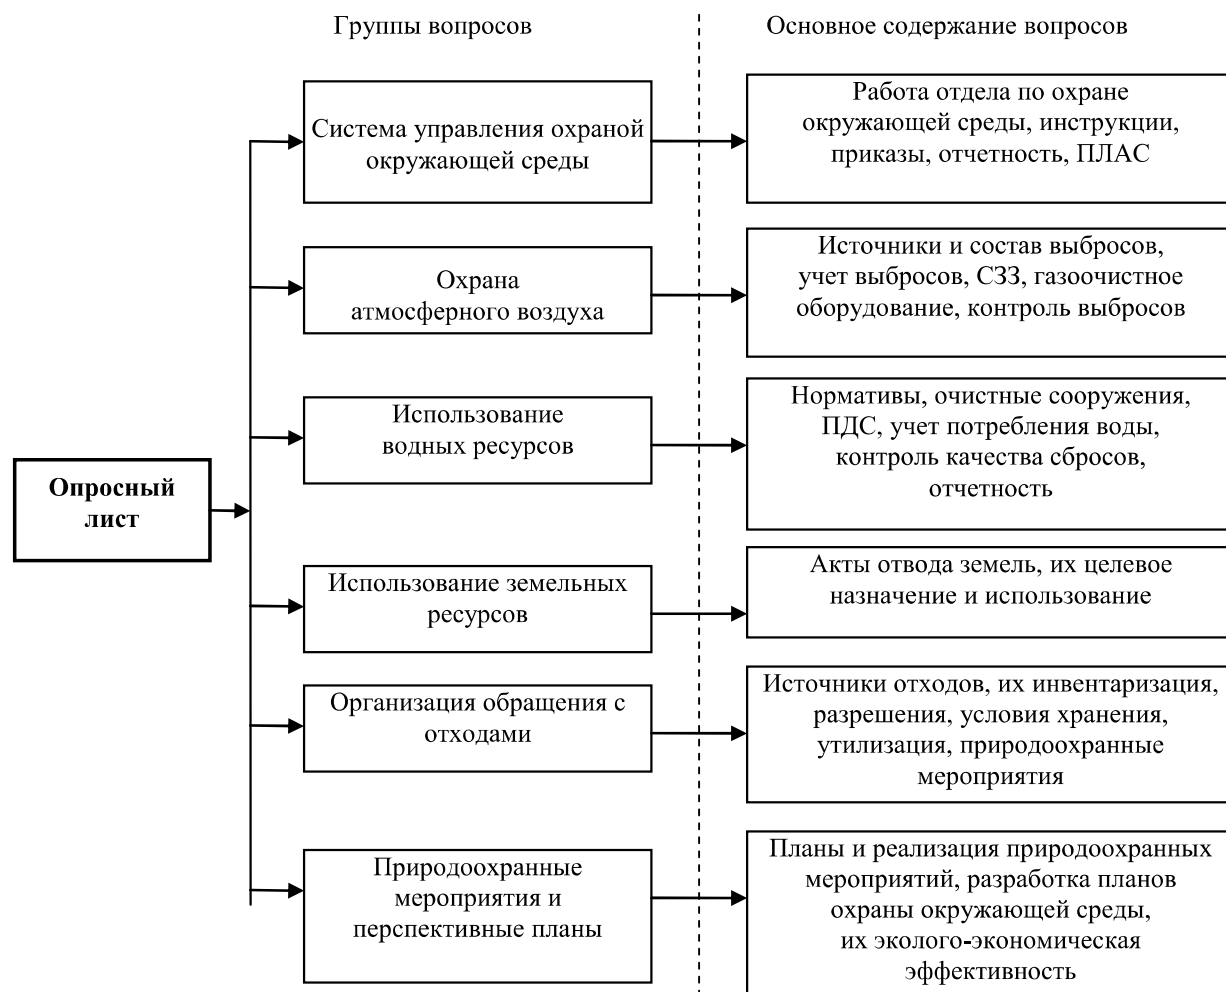 Группы вопросов
Основное содержание вопросов
Система управления охраной
окружающей среды
Работа отдела по охране
окружающей среды, инструкции,
приказы, отчетность, ПЛАС
Охрана
атмосферного воздуха
Источники и состав выбросов,
учет выбросов, СЗЗ, газоочистное
оборудование, контроль выбросов
Использование
водных ресурсов
Нормативы, очистные сооружения,
ПДС, учет потребления воды,
контроль качества сбросов,
отчетность
Опросный
лист
Использование земельных
ресурсов
Акты отвода земель, их целевое
назначение и использование
Организация обращения с
отходами
Источники отходов, их инвентаризация,
разрешения, условия хранения,
утилизация, природоохранные
мероприятия
Природоохранные
мероприятия и
перспективные планы
Планы и реализация природоохранных
мероприятий, разработка планов
охраны окружающей среды,
их эколого-экономическая
эффективность